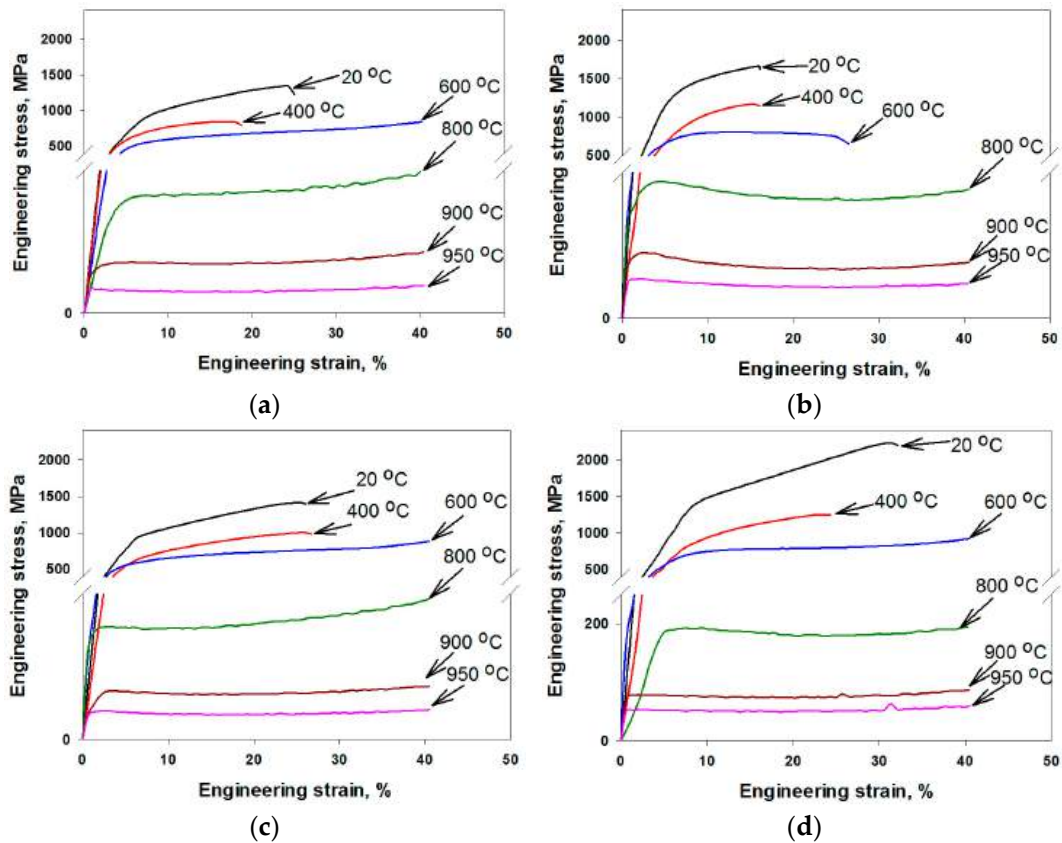 Engineering stress, MPa
2000
1500
1000
500
0
20 °C
400 °C
600 °C
800 °C
900 °C
950 °C
0 10 20 30 40 50
Engineering strain, %
(a)
Engineering stress, MPa
2000
1500
1000
500
0
20 °C
400 °C
600 °C
800 °C
900 °C
950 °C
0 10 20 30 40 50
Engineering strain, %
(b)
Engineering stress, MPa
2000
1500
1000
500
0
20 °C
400 °C
600 °C
800 °C
900 °C
950 °C
0 10 20 30 40 50
Engineering strain, %
(c)
Engineering stress, MPa
2000
1500
1000
500
200
0
20 °C
400 °C
600 °C
800 °C
900 °C
950 °C
0 10 20 30 40 50
Engineering strain, %
(d)